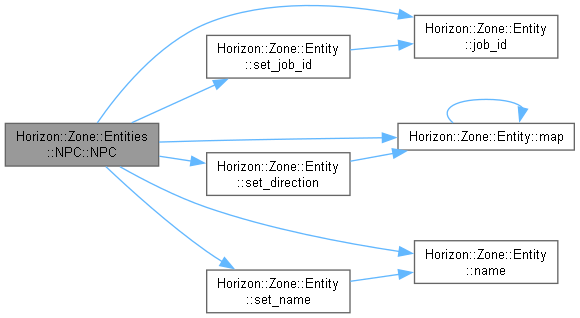 Horizon::Zone::Entities
::NPC::NPC
Horizon::Zone::Entity
::set_job_id
Horizon::Zone::Entity
::job_id
Horizon::Zone::Entity::map
Horizon::Zone::Entity
::set_direction
Horizon::Zone::Entity
::name
Horizon::Zone::Entity
::set_name